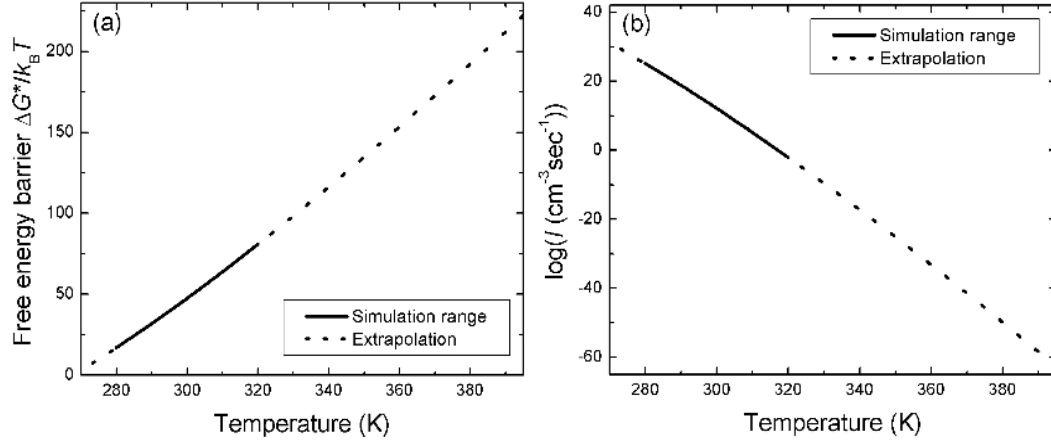 (a)
Free energy barrier ΔG*/k_BT
200
150
100
50
0
280 300 320 340 360 380
Temperature (K)
Simulation range
Extrapolation
(b)
log(I (cm⁻³sec⁻¹))
40
20
0
-20
-40
-60
280 300 320 340 360 380
Temperature (K)
Simulation range
Extrapolation